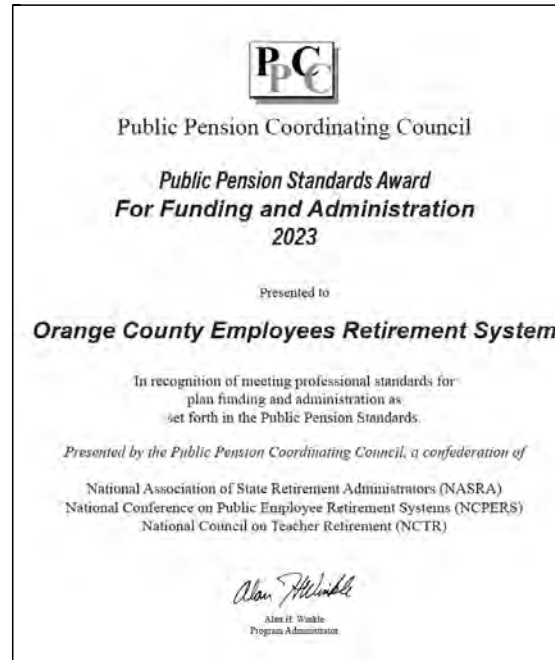 PPCC
Public Pension Coordinating Council
Public Pension Standards Award
For Funding and Administration
2023
Presented to
Orange County Employees Retirement System
In recognition of meeting professional standards for
plan funding and administration as
set forth in the Public Pension Standards.
Presented by the Public Pension Coordinating Council, a confederation of
National Association of State Retirement Administrators (NASRA)
National Conference on Public Employee Retirement Systems (NCPERS)
National Council on Teacher Retirement (NCTR)
Alan H Winkle
Alan H. Winkle
Program Administrator